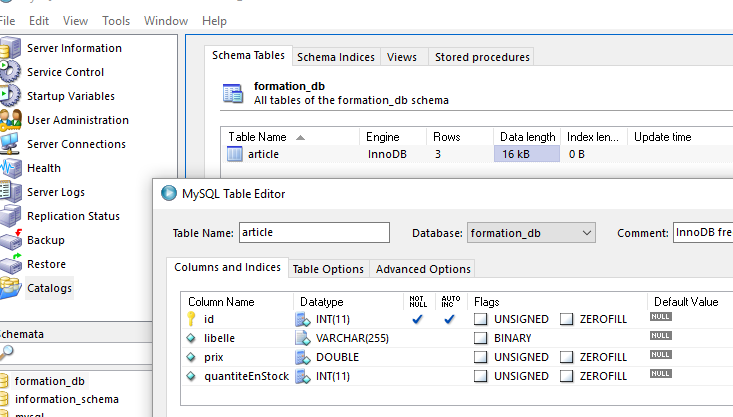 File Edit View Tools Window Help
Server Information
Service Control
Startup Variables
User Administration
Server Connections
Health
Server Logs
Replication Status
Backup
Restore
Catalogs
Schemata
formation_db
information_schema
mysql
Schema Tables Schema Indices Views Stored procedures
formation_db
All tables of the formation_db schema
Table Name Engine Rows Data length Index len... Update time
article InnoDB 3 16 kB 0 B
MySQL Table Editor
Table Name: article Database: formation_db Comment: InnoDB fre
Columns and Indices Table Options Advanced Options
Column Name Datatype NOT NULL AUTO INC Flags Default Value
id INT(11) UNSIGNED ZEROFILL NULL
libelle VARCHAR(255) BINARY NULL
prix DOUBLE UNSIGNED ZEROFILL NULL
quantiteEnStock INT(11) UNSIGNED ZEROFILL NULL